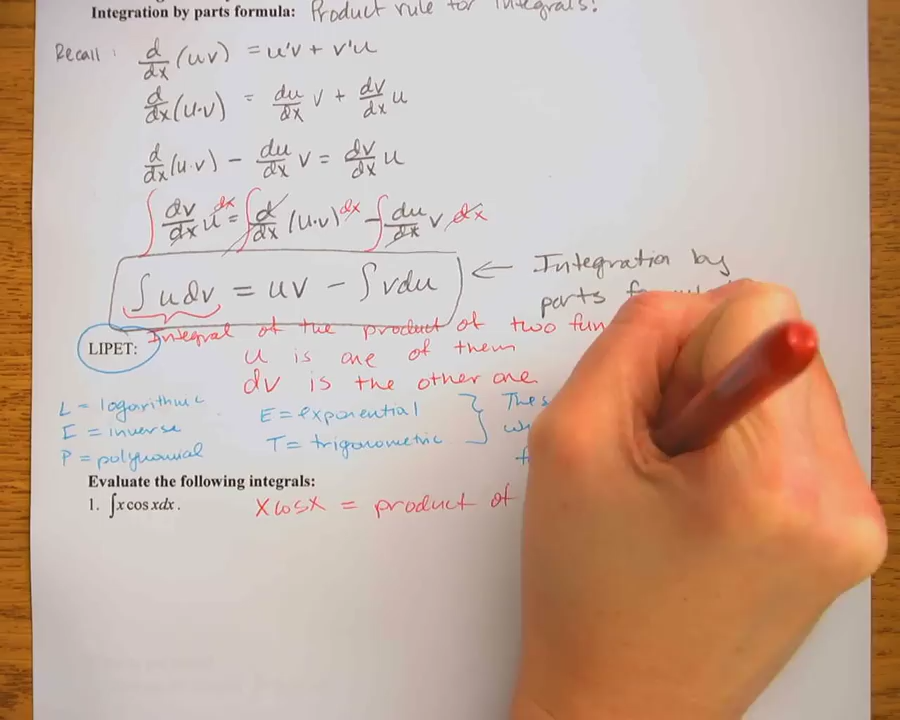 Integration by parts formula: Product rule for integrals!
Recall: d/dx (uv) = u'v + v'u
d/dx (u·v) = du/dx v + dv/dx u
d/dx (u·v) - du/dx v = dv/dx u
∫ dv/dx u dx = ∫ d/dx (u·v) dx - ∫ du/dx v dx
∫ u dv = uv - ∫ v du ← Integration by
parts
LIPET: Integral of the product of two
u is one of them
dv is the other one
L = logarithmic E = exponential
I = inverse T = trigonometric
P = polynomial
Evaluate the following integrals:
1. ∫ x cos x dx. x cos x = product of